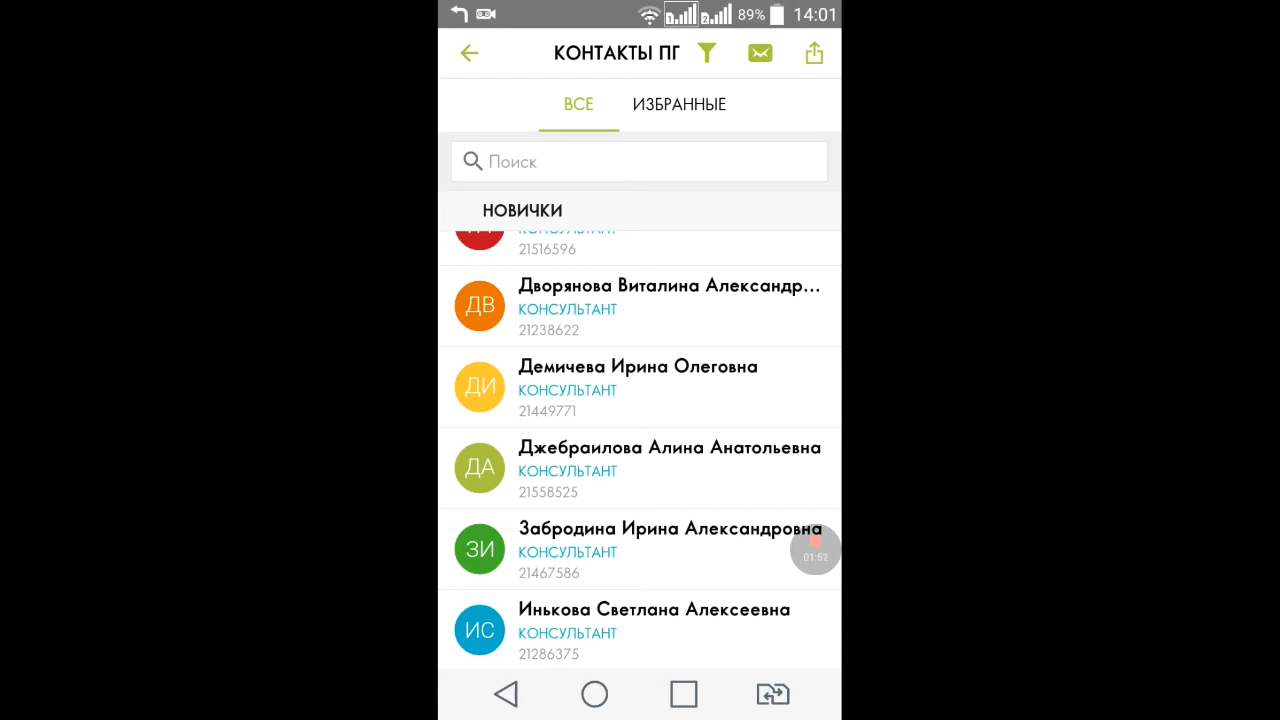 89% 14:01
КОНТАКТЫ ПГ
ВСЕ ИЗБРАННЫЕ
Поиск
НОВИЧКИ
КОНСУЛЬТАНТ
21516596
ДВ
Дворянова Виталина Александр...
КОНСУЛЬТАНТ
21238622
ДИ
Демичева Ирина Олеговна
КОНСУЛЬТАНТ
21449771
ДА
Джебраилова Алина Анатольевна
КОНСУЛЬТАНТ
21558525
ЗИ
Забродина Ирина Александровна
КОНСУЛЬТАНТ
21467586
01:52
ИС
Инькова Светлана Алексеевна
КОНСУЛЬТАНТ
21286375